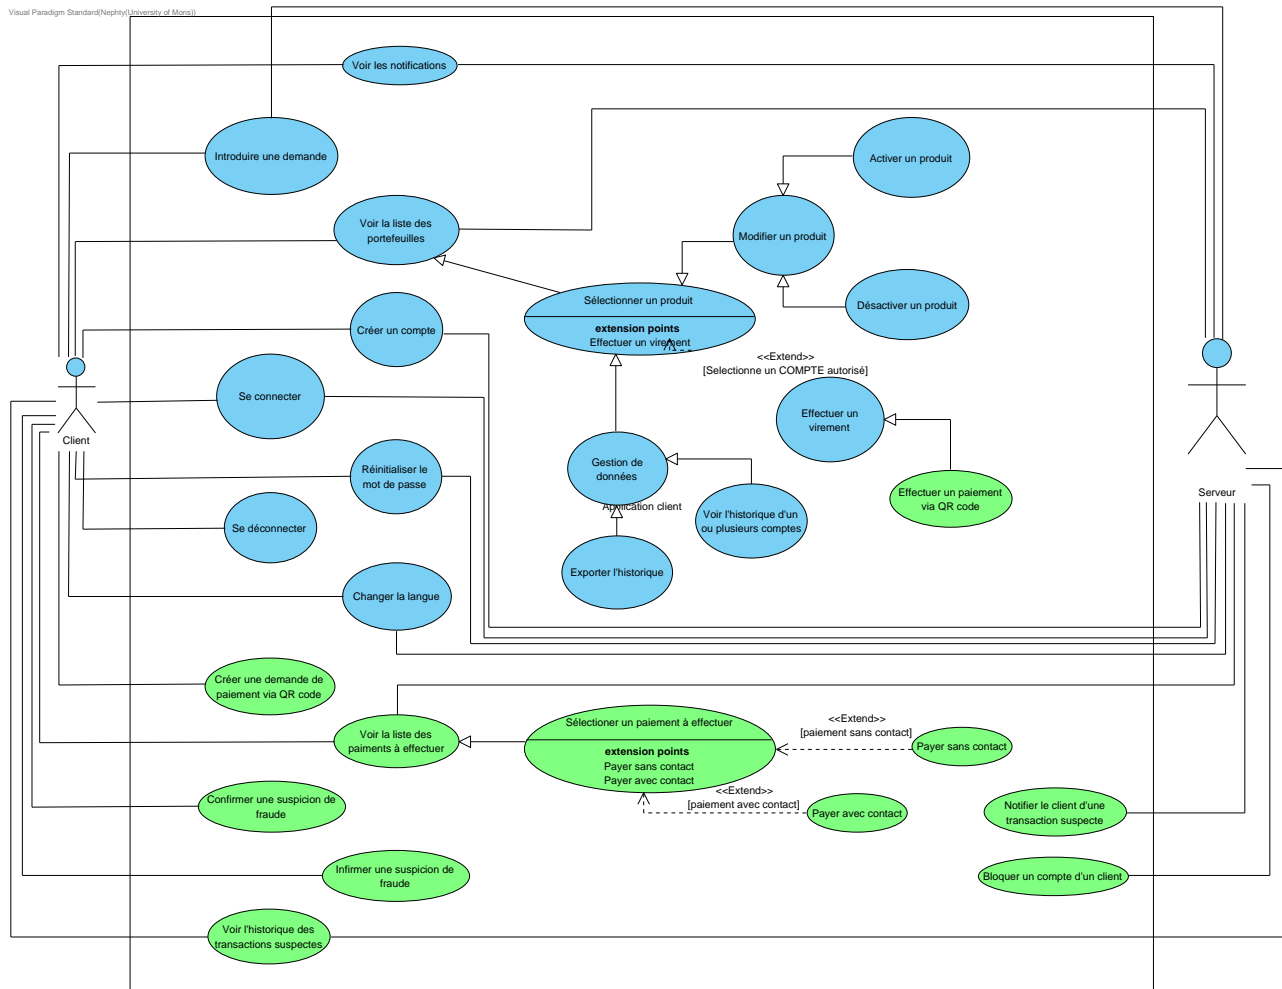 Visual Paradigm Standard(Nephty(University of Mons))
Voir les notifications
Introduire une demande
Activer un produit
Voir la liste des
portefeuilles
Modifier un produit
Sélectionner un produit
extension points
Effectuer un virement
Désactiver un produit
Créer un compte
<<Extend>>
[Selectionne un COMPTE autorisé]
Se connecter
Effectuer un
virement
Client
Réinitialiser le
mot de passe
Gestion de
données
Effectuer un paiement
via QR code
Serveur
Application client
Voir l'historique d'un
ou plusieurs comptes
Se déconnecter
Exporter l'historique
Changer la langue
Créer une demande de
paiement via QR code
Voir la liste des
paiments à effectuer
Sélectioner un paiement à effectuer
extension points
Payer sans contact
Payer avec contact
<<Extend>>
[paiement sans contact]
Payer sans contact
<<Extend>>
[paiement avec contact]
Payer avec contact
Confirmer une suspicion de
fraude
Notifier le client d'une
transaction suspecte
Infirmer une suspicion de
fraude
Bloquer un compte d'un client
Voir l'historique des
transactions suspectes